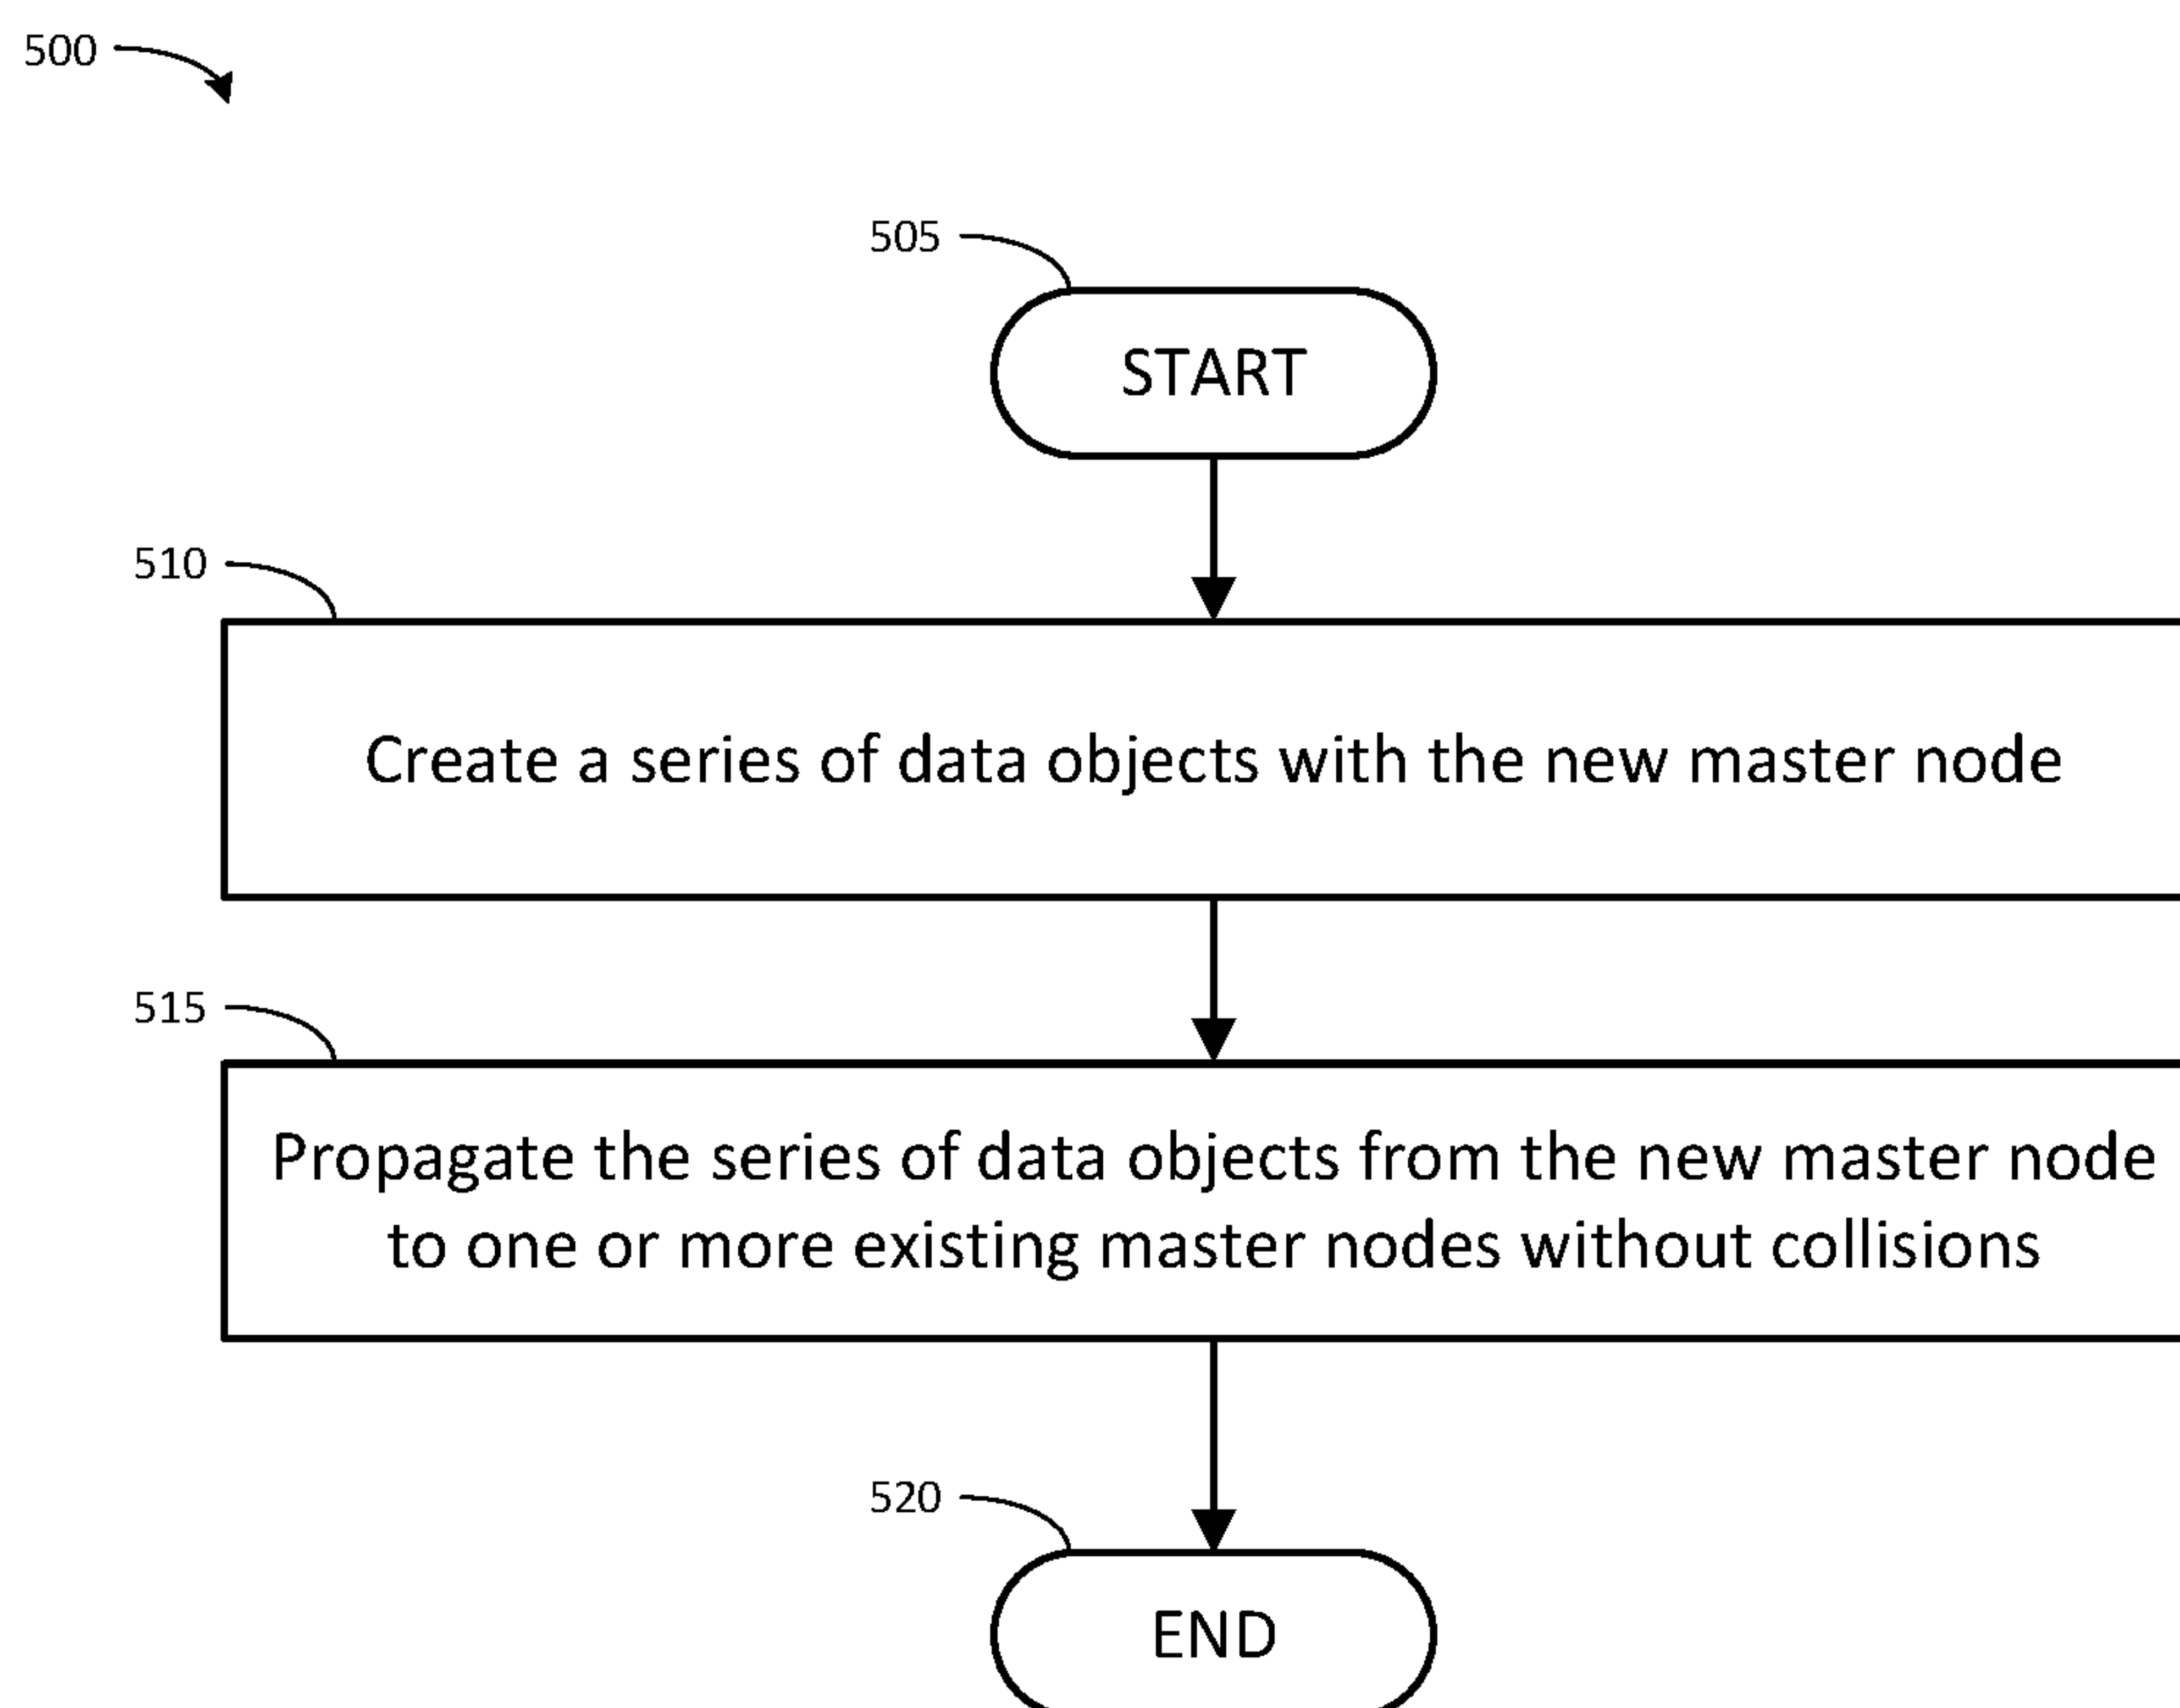 500
505
START
510
Create a series of data objects with the new master node
515
Propagate the series of data objects from the new master node
to one or more existing master nodes without collisions
520
END